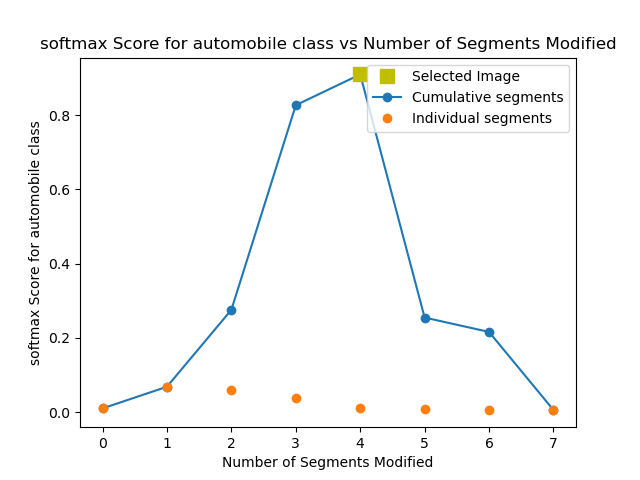 softmax Score for automobile class vs Number of Segments Modified
Selected Image
Cumulative segments
Individual segments
softmax Score for automobile class
0.8
0.6
0.4
0.2
0.0
0 1 2 3 4 5 6 7
Number of Segments Modified